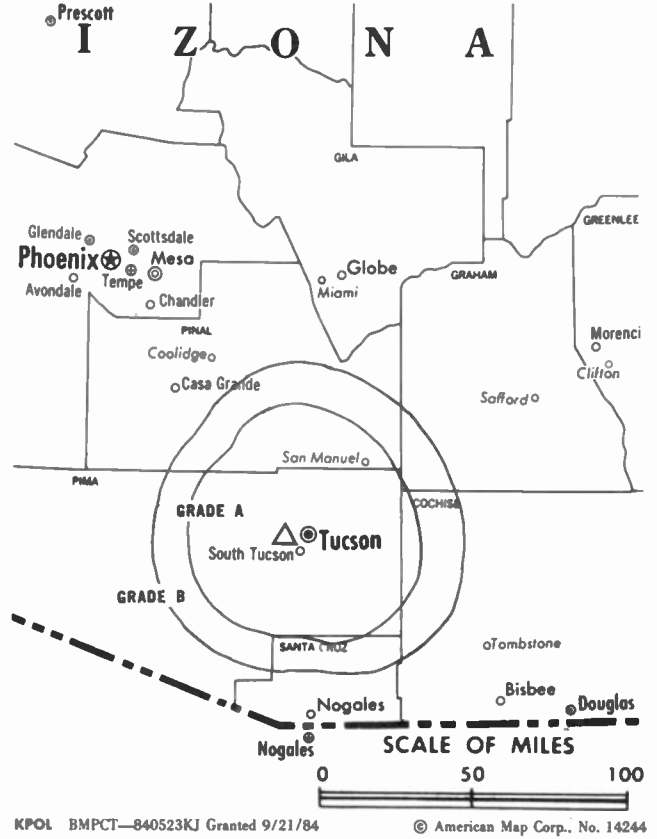 Prescott
I Z O N A
GILA
GREENLEE
Glendale
Scottsdale
Phoenix
Mesa
Tempe
Avondale
Globe
Miami
GRAHAM
Chandler
PINAL
Morenci
Coolidge
Clifton
Casa Grande
Safford
San Manuel
PIMA
COCHISE
GRADE A
Tucson
South Tucson
GRADE B
SANTA CRUZ
Tombstone
Bisbee
Nogales
Douglas
Nogales
SCALE OF MILES
0 50 100
KPOL BMPCT—840523KJ Granted 9/21/84 © American Map Corp., No. 14244